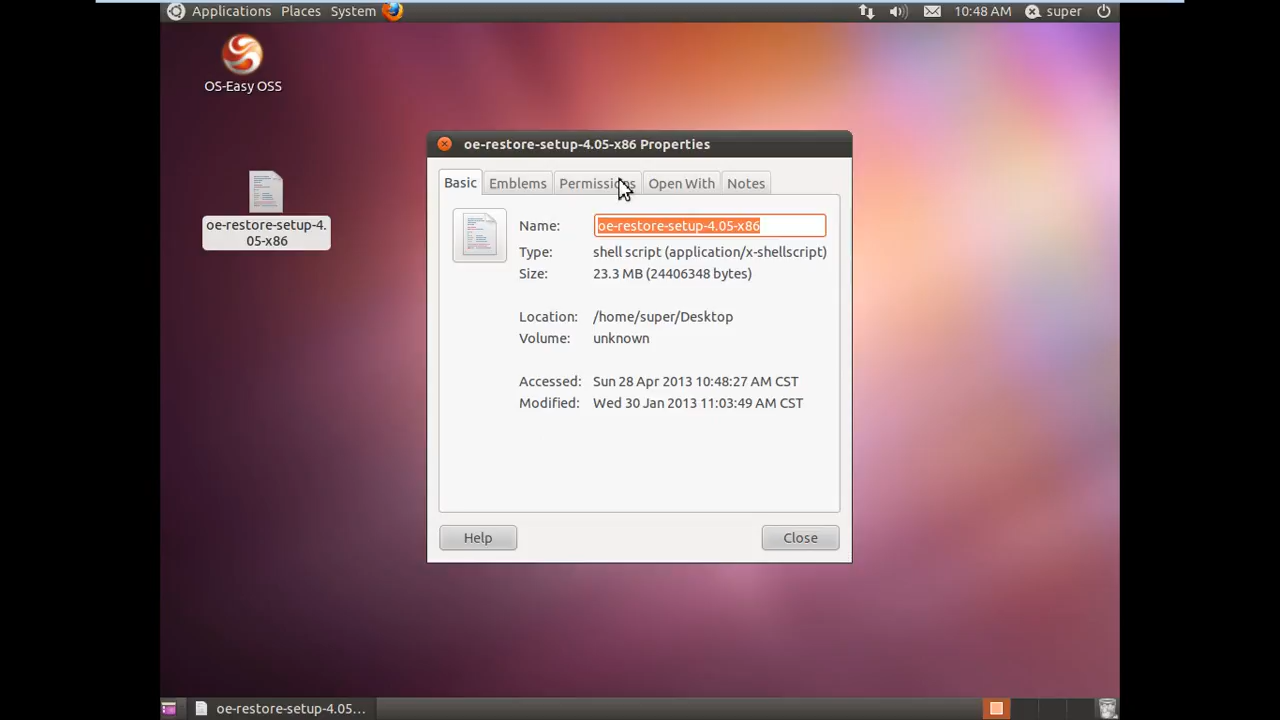 Applications Places System 10:48 AM super
OS-Easy OSS
oe-restore-setup-4.
05-x86
oe-restore-setup-4.05-x86 Properties
Basic Emblems Permissions Open With Notes
Name: oe-restore-setup-4.05-x86
Type: shell script (application/x-shellscript)
Size: 23.3 MB (24406348 bytes)
Location: /home/super/Desktop
Volume: unknown
Accessed: Sun 28 Apr 2013 10:48:27 AM CST
Modified: Wed 30 Jan 2013 11:03:49 AM CST
Help Close
oe-restore-setup-4.05...